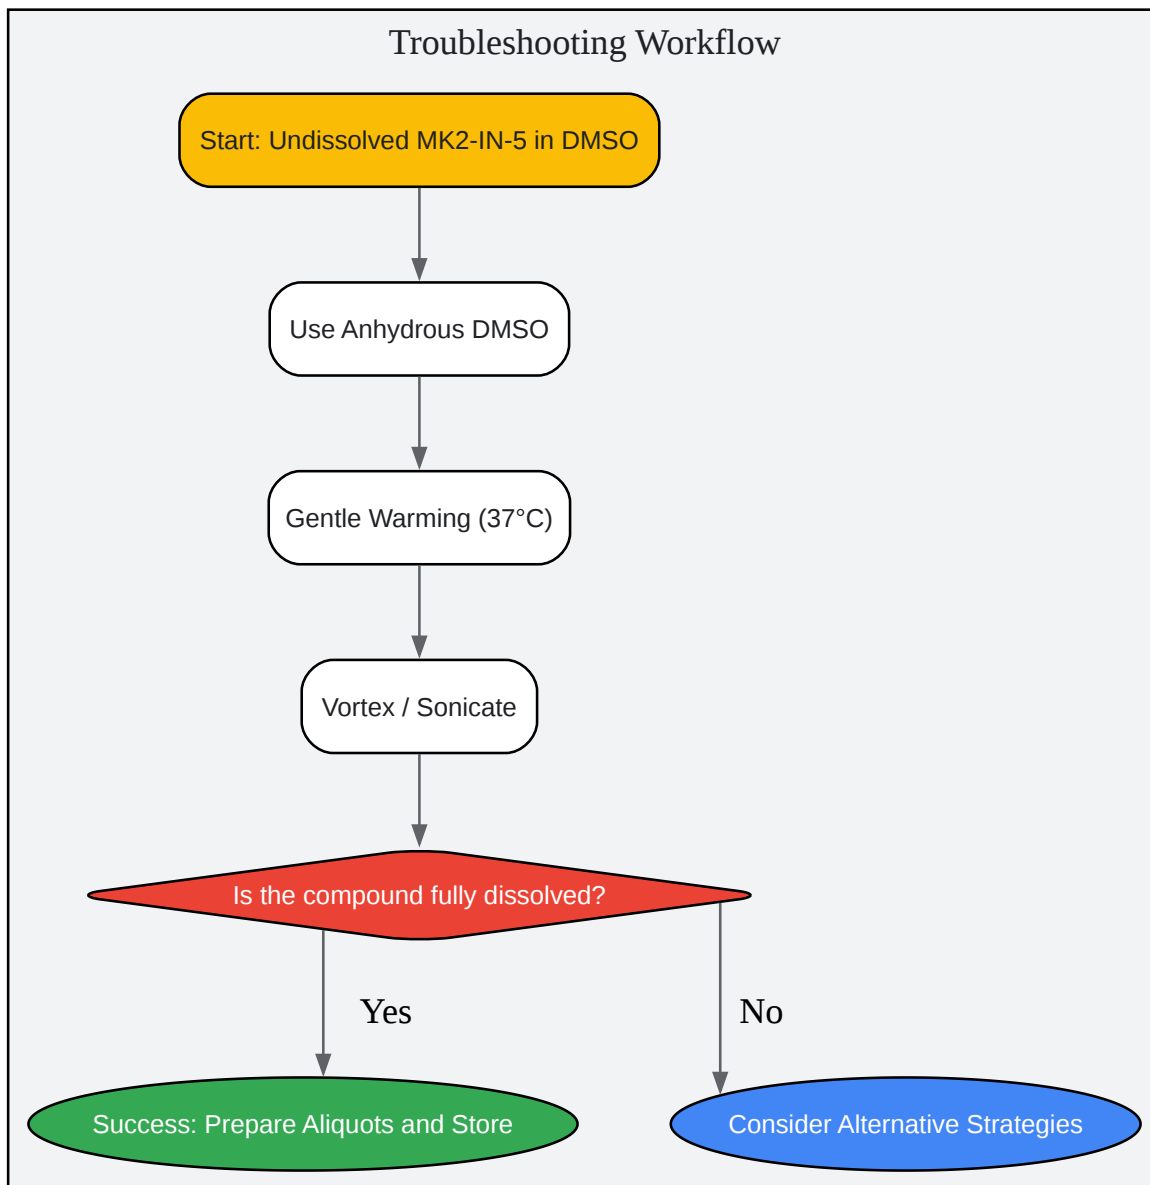 Troubleshooting Workflow
Start: Undissolved MK2-IN-5 in DMSO
Use Anhydrous DMSO
Gentle Warming (37°C)
Vortex / Sonicate
Is the compound fully dissolved?
Yes
No
Success: Prepare Aliquots and Store
Consider Alternative Strategies